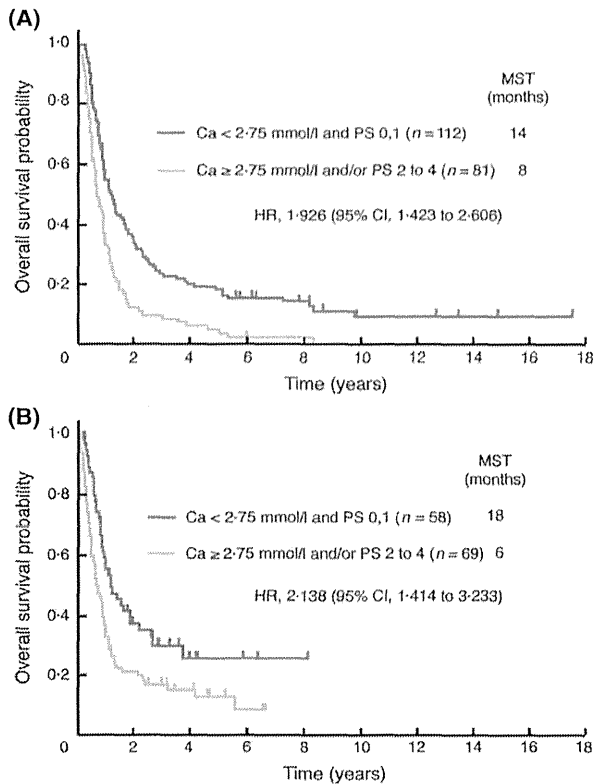 (A)
1·0
0·8
0·6
0·4
0·2
0
Overall survival probability
MST
(months)
Ca < 2·75 mmol/l and PS 0,1 (n = 112) 14
Ca ≥ 2·75 mmol/l and/or PS 2 to 4 (n = 81) 8
HR, 1·926 (95% CI, 1·423 to 2·606)
2 4 6 8 10 12 14 16 18
Time (years)
(B)
1·0
0·8
0·6
0·4
0·2
0
Overall survival probability
MST
(months)
Ca < 2·75 mmol/l and PS 0,1 (n = 58) 18
Ca ≥ 2·75 mmol/l and/or PS 2 to 4 (n = 69) 6
HR, 2·138 (95% CI, 1·414 to 3·233)
2 4 6 8 10 12 14 16 18
Time (years)